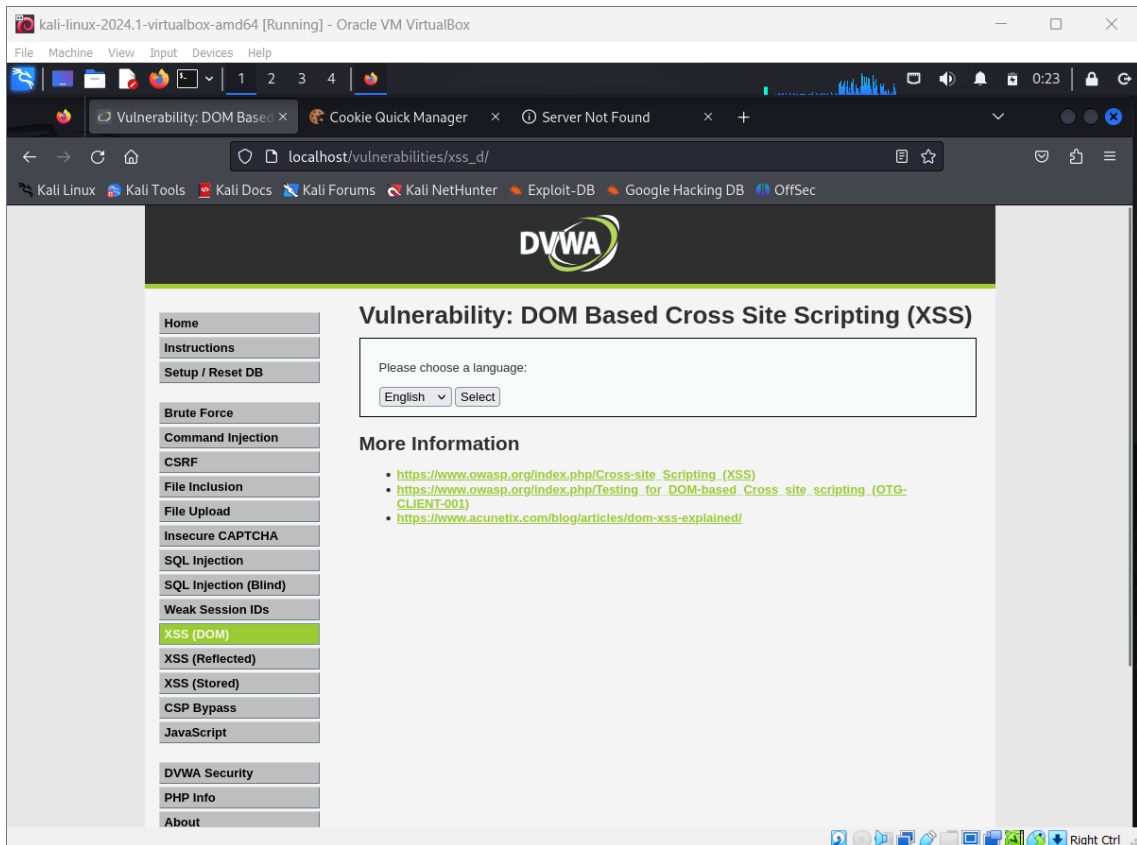 kali-linux-2024.1-virtualbox-amd64 [Running] - Oracle VM VirtualBox
File Machine View Input Devices Help
1 2 3 4 0:23
Vulnerability: DOM Based Cookie Quick Manager Server Not Found
localhost/vulnerabilities/xss_d/
Kali Linux Kali Tools Kali Docs Kali Forums Kali NetHunter Exploit-DB Google Hacking DB OffSec
DVWA
Vulnerability: DOM Based Cross Site Scripting (XSS)
Please choose a language:
English Select
More Information
https://www.owasp.org/index.php/Cross-site_Scripting_(XSS)
https://www.owasp.org/index.php/Testing_for_DOM-based_Cross_site_scripting_(OTG-
CLIENT-001)
https://www.acunetix.com/blog/articles/dom-xss-explained/
Home
Instructions
Setup / Reset DB
Brute Force
Command Injection
CSRF
File Inclusion
File Upload
Insecure CAPTCHA
SQL Injection
SQL Injection (Blind)
Weak Session IDs
XSS (DOM)
XSS (Reflected)
XSS (Stored)
CSP Bypass
JavaScript
DVWA Security
PHP Info
About
Right Ctrl